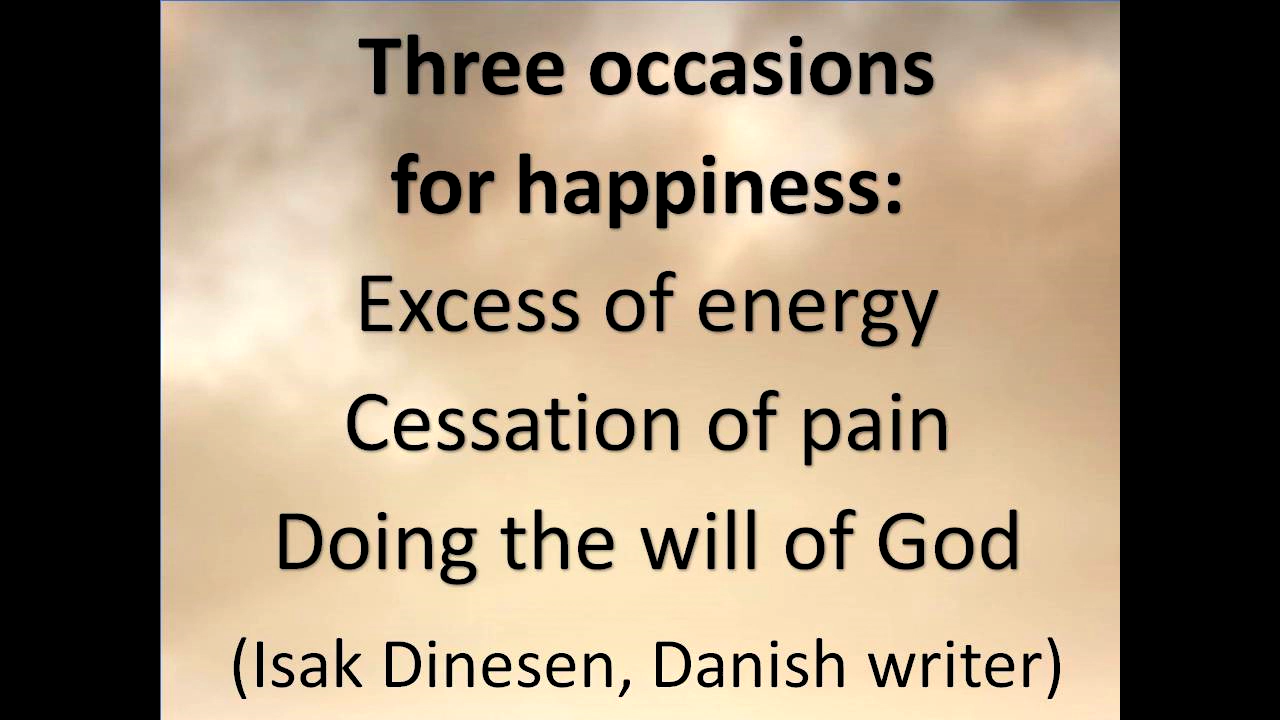 Three occasions
for happiness:
Excess of energy
Cessation of pain
Doing the will of God
(Isak Dinesen, Danish writer)